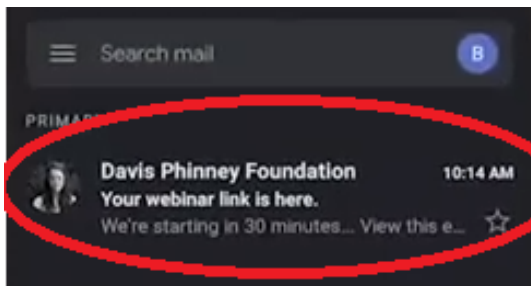 Search mail
B
PRIMAR
Davis Phinney Foundation
10:14 AM
Your webinar link is here.
We're starting in 30 minutes... View this e...